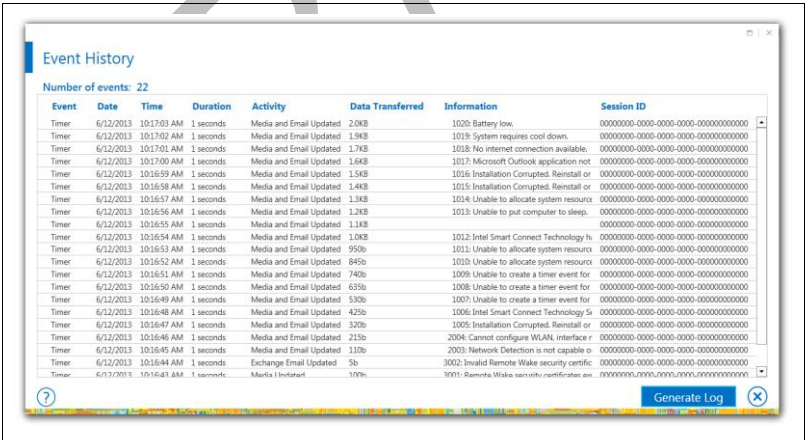 Event History
Number of events: 22
Event Date Time Duration Activity Data Transferred Information Session ID
Timer 6/12/2013 10:17:03 AM 1 seconds Media and Email Updated 2.0KB 1020: Battery low. 00000000-0000-0000-0000-000000000000
Timer 6/12/2013 10:17:02 AM 1 seconds Media and Email Updated 1.9KB 1019: System requires cool down. 00000000-0000-0000-0000-000000000000
Timer 6/12/2013 10:17:01 AM 1 seconds Media and Email Updated 1.7KB 1018: No internet connection available. 00000000-0000-0000-0000-000000000000
Timer 6/12/2013 10:17:00 AM 1 seconds Media and Email Updated 1.6KB 1017: Microsoft Outlook application not 00000000-0000-0000-0000-000000000000
Timer 6/12/2013 10:16:59 AM 1 seconds Media and Email Updated 1.5KB 1016: Installation Corrupted. Reinstall or 00000000-0000-0000-0000-000000000000
Timer 6/12/2013 10:16:58 AM 1 seconds Media and Email Updated 1.4KB 1015: Installation Corrupted. Reinstall or 00000000-0000-0000-0000-000000000000
Timer 6/12/2013 10:16:57 AM 1 seconds Media and Email Updated 1.3KB 1014: Unable to allocate system resource 00000000-0000-0000-0000-000000000000
Timer 6/12/2013 10:16:56 AM 1 seconds Media and Email Updated 1.2KB 1013: Unable to put computer to sleep. 00000000-0000-0000-0000-000000000000
Timer 6/12/2013 10:16:55 AM 1 seconds Media and Email Updated 1.1KB 00000000-0000-0000-0000-000000000000
Timer 6/12/2013 10:16:54 AM 1 seconds Media and Email Updated 1.0KB 1012: Intel Smart Connect Technology ha 00000000-0000-0000-0000-000000000000
Timer 6/12/2013 10:16:53 AM 1 seconds Media and Email Updated 950b 1011: Unable to allocate system resource 00000000-0000-0000-0000-000000000000
Timer 6/12/2013 10:16:52 AM 1 seconds Media and Email Updated 845b 1010: Unable to allocate system resource 00000000-0000-0000-0000-000000000000
Timer 6/12/2013 10:16:51 AM 1 seconds Media and Email Updated 740b 1009: Unable to create a timer event for 00000000-0000-0000-0000-000000000000
Timer 6/12/2013 10:16:50 AM 1 seconds Media and Email Updated 635b 1008: Unable to create a timer event for 00000000-0000-0000-0000-000000000000
Timer 6/12/2013 10:16:49 AM 1 seconds Media and Email Updated 530b 1007: Unable to create a timer event for 00000000-0000-0000-0000-000000000000
Timer 6/12/2013 10:16:48 AM 1 seconds Media and Email Updated 425b 1006: Intel Smart Connect Technology Se 00000000-0000-0000-0000-000000000000
Timer 6/12/2013 10:16:47 AM 1 seconds Media and Email Updated 320b 1005: Installation Corrupted. Reinstall or 00000000-0000-0000-0000-000000000000
Timer 6/12/2013 10:16:46 AM 1 seconds Media and Email Updated 215b 2004: Cannot configure WLAN, interface r 00000000-0000-0000-0000-000000000000
Timer 6/12/2013 10:16:45 AM 1 seconds Media and Email Updated 110b 2003: Network Detection is not capable o 00000000-0000-0000-0000-000000000000
Timer 6/12/2013 10:16:44 AM 1 seconds Exchange Email Updated 5b 3002: Invalid Remote Wake security certific 00000000-0000-0000-0000-000000000000
Timer 6/12/2013 10:16:43 AM 1 seconds Media Updated 100b 3001: Remote Wake security certificates exp 00000000-0000-0000-0000-000000000000
? Generate Log